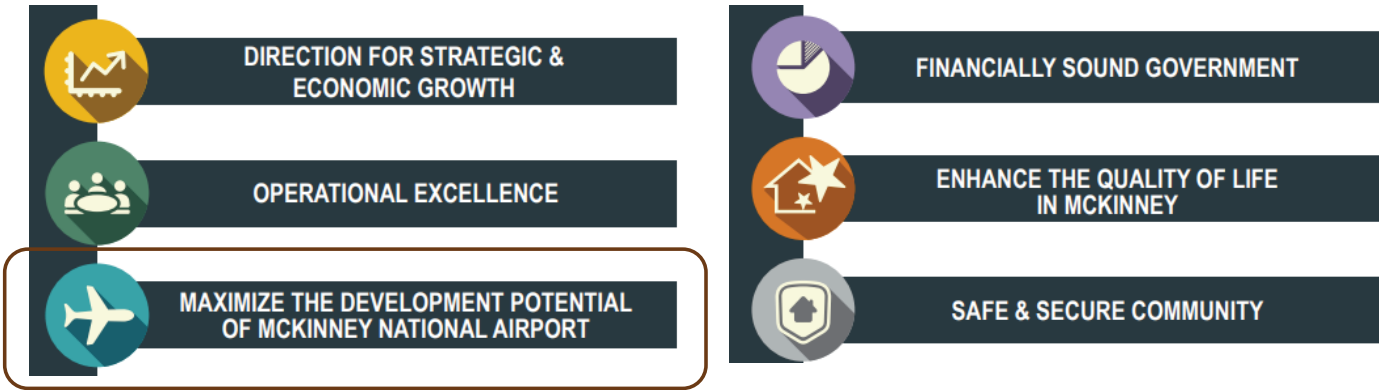 DIRECTION FOR STRATEGIC &
ECONOMIC GROWTH
OPERATIONAL EXCELLENCE
MAXIMIZE THE DEVELOPMENT POTENTIAL
OF MCKINNEY NATIONAL AIRPORT
FINANCIALLY SOUND GOVERNMENT
ENHANCE THE QUALITY OF LIFE
IN MCKINNEY
SAFE & SECURE COMMUNITY